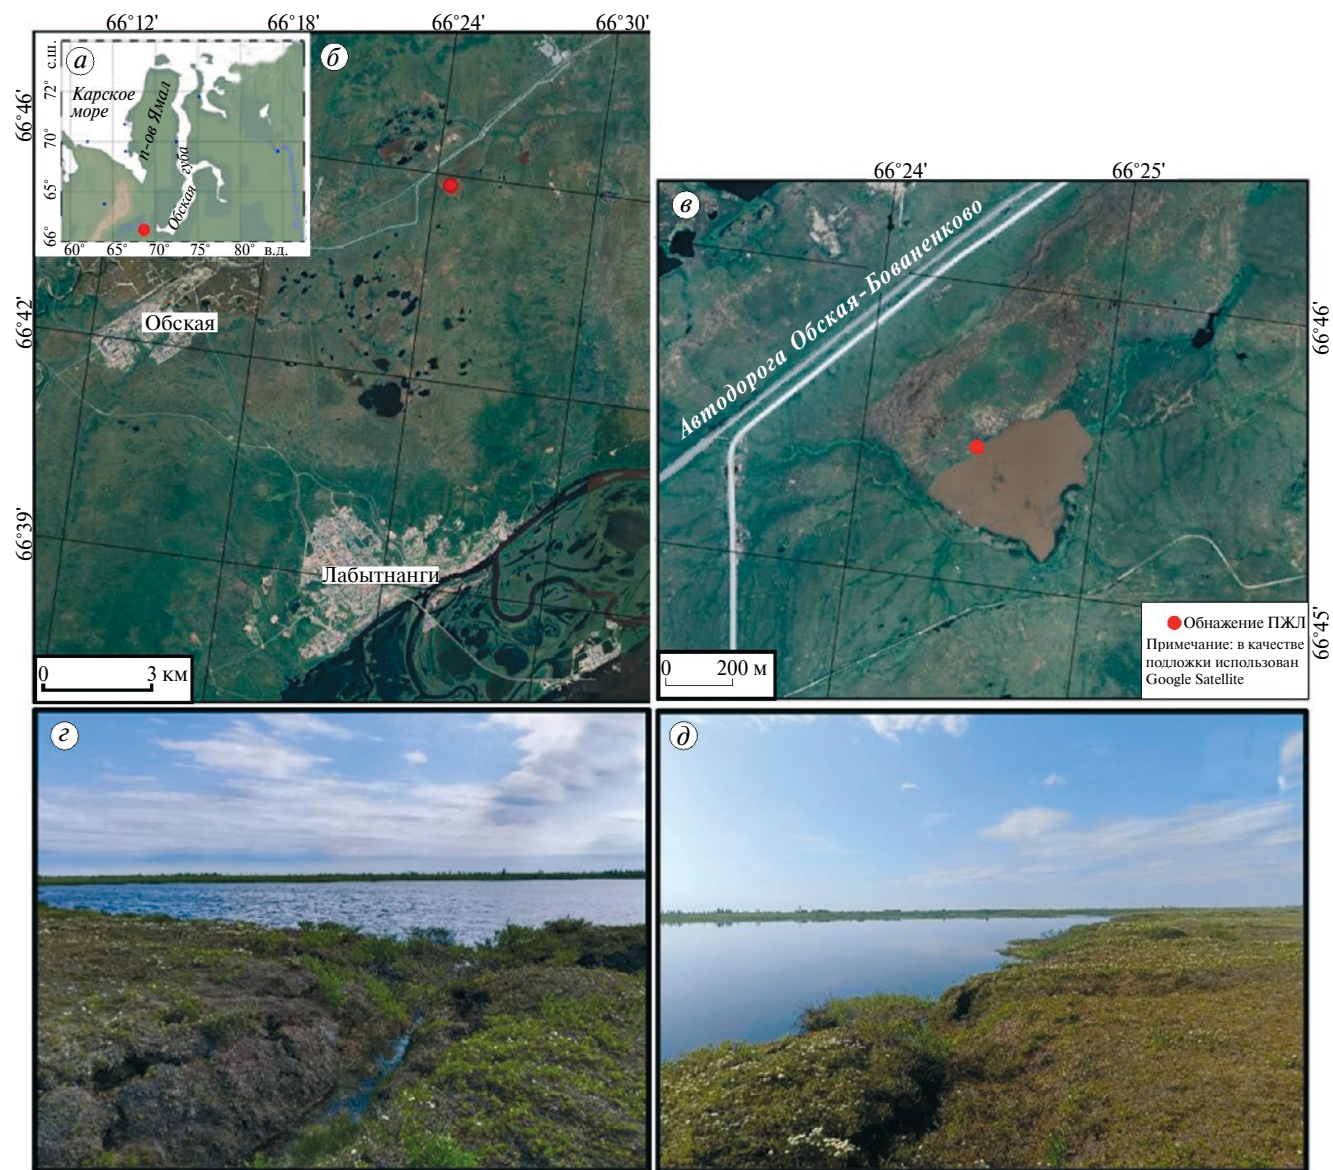 66°12'
66°18'
66°24'
66°30'
66°46'
66°42'
66°39'
а
с.ш.
72°
70°
65°
66°
Карское
море
п-ов Ямал
Обская губа
60° 65° 70° 75° 80° в.д.
б
Обская
Лабытнанги
0 3 км
66°24'
66°25'
66°46'
66°45'
в
Автодорога Обская-Бованенково
0 200 м
Обнажение ПЖЛ
Примечание: в качестве
подложки использован
Google Satellite
г
д